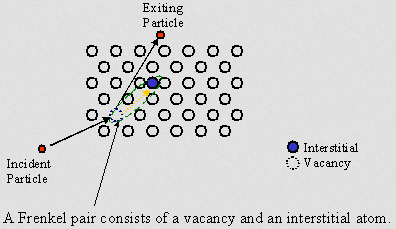 Exiting
Particle
Incident
Particle
Interstitial
Vacancy
A Frenkel pair consists of a vacancy and an interstitial atom.